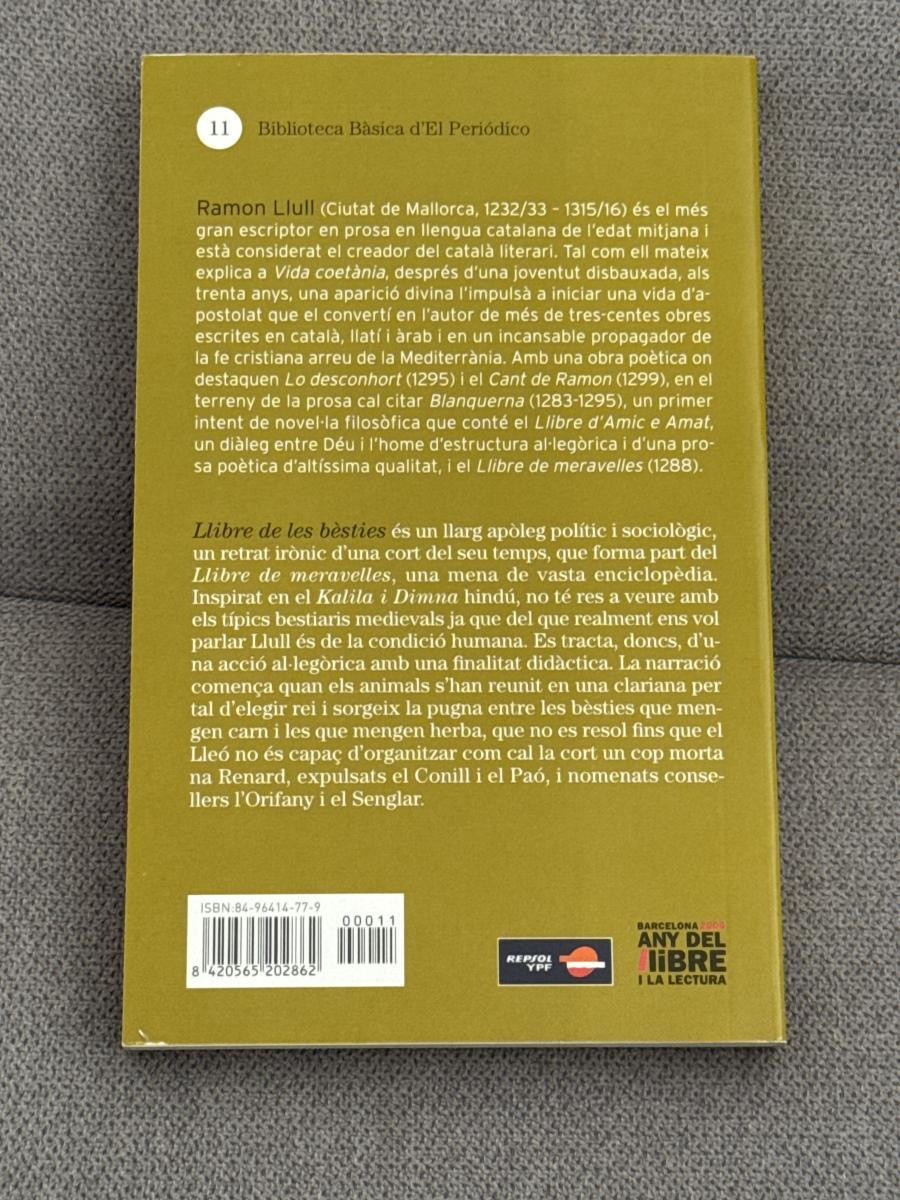 11 Biblioteca Bàsica d'El Periódico
Ramon Llull (Ciutat de Mallorca, 1232/33 – 1315/16) és el més
gran escriptor en prosa en llengua catalana de l'edat mitjana i
està considerat el creador del català literari. Tal com ell mateix
explica a Vida coetània, després d'una joventut disbauxada, als
trenta anys, una aparició divina l'impulsà a iniciar una vida d'a-
postolat que el convertí en l'autor de més de tres-centes obres
escrites en català, llatí i àrab i en un incansable propagador de
la fe cristiana arreu de la Mediterrània. Amb una obra poètica on
destaquen Lo desconhort (1295) i el Cant de Ramon (1299), en el
terreny de la prosa cal citar Blanquerna (1283-1295), un primer
intent de novel·la filosòfica que conté el Llibre d'Amic e Amat,
un diàleg entre Déu i l'home d'estructura al·legòrica i d'una pro-
sa poètica d'altíssima qualitat, i el Llibre de meravelles (1288).
Llibre de les bèsties és un llarg apòleg polític i sociològic,
un retrat irònic d'una cort del seu temps, que forma part del
Llibre de meravelles, una mena de vasta enciclopèdia.
Inspirat en el Kalila i Dimna hindú, no té res a veure amb
els típics bestiaris medievals ja que del que realment ens vol
parlar Llull és de la condició humana. Es tracta, doncs, d'u-
na acció al·legòrica amb una finalitat didàctica. La narració
comença quan els animals s'han reunit en una clariana per
tal d'elegir rei i sorgeix la pugna entre les bèsties que men-
gen carn i les que mengen herba, que no es resol fins que el
Lleó no és capaç d'organitzar com cal la cort un cop morta
na Renard, expulsats el Conill i el Paó, i nomenats conse-
llers l'Orifany i el Senglar.
ISBN:84-96414-77-9
00011
8 420565 202862
REPSOL
YPF
BARCELONA 2005
ANY DEL
llIBRE
I LA LECTURA